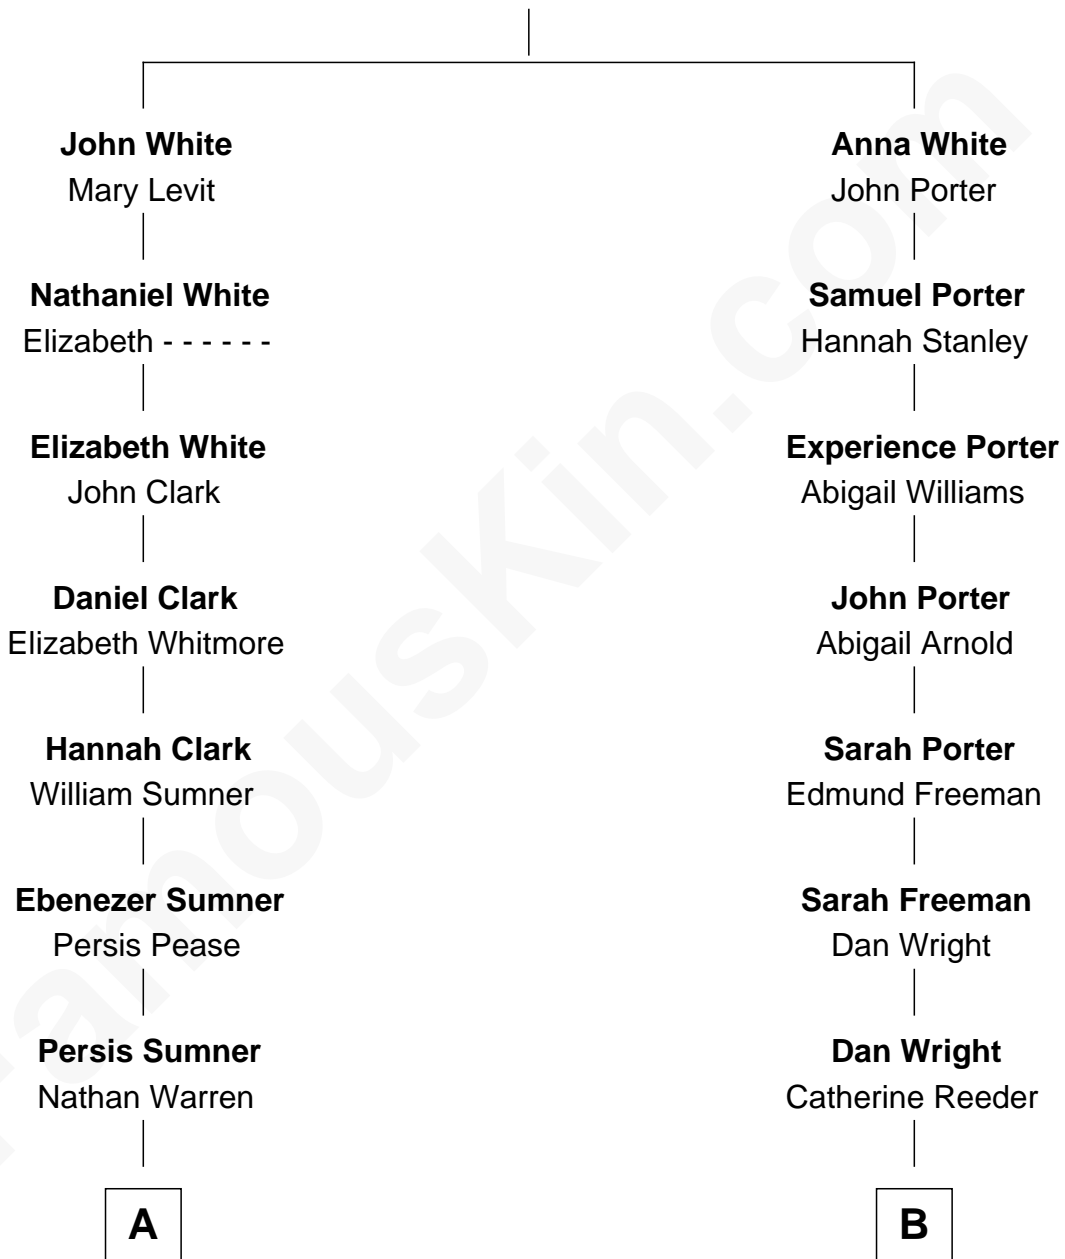 John White
Mary Levit
Anna White
John Porter
Nathaniel White
Elizabeth - - - - - -
Samuel Porter
Hannah Stanley
Elizabeth White
John Clark
Experience Porter
Abigail Williams
Daniel Clark
Elizabeth Whitmore
John Porter
Abigail Arnold
Hannah Clark
William Sumner
Sarah Porter
Edmund Freeman
Ebenezer Sumner
Persis Pease
Sarah Freeman
Dan Wright
Persis Sumner
Nathan Warren
Dan Wright
Catherine Reeder
A
B
FamousKin.com